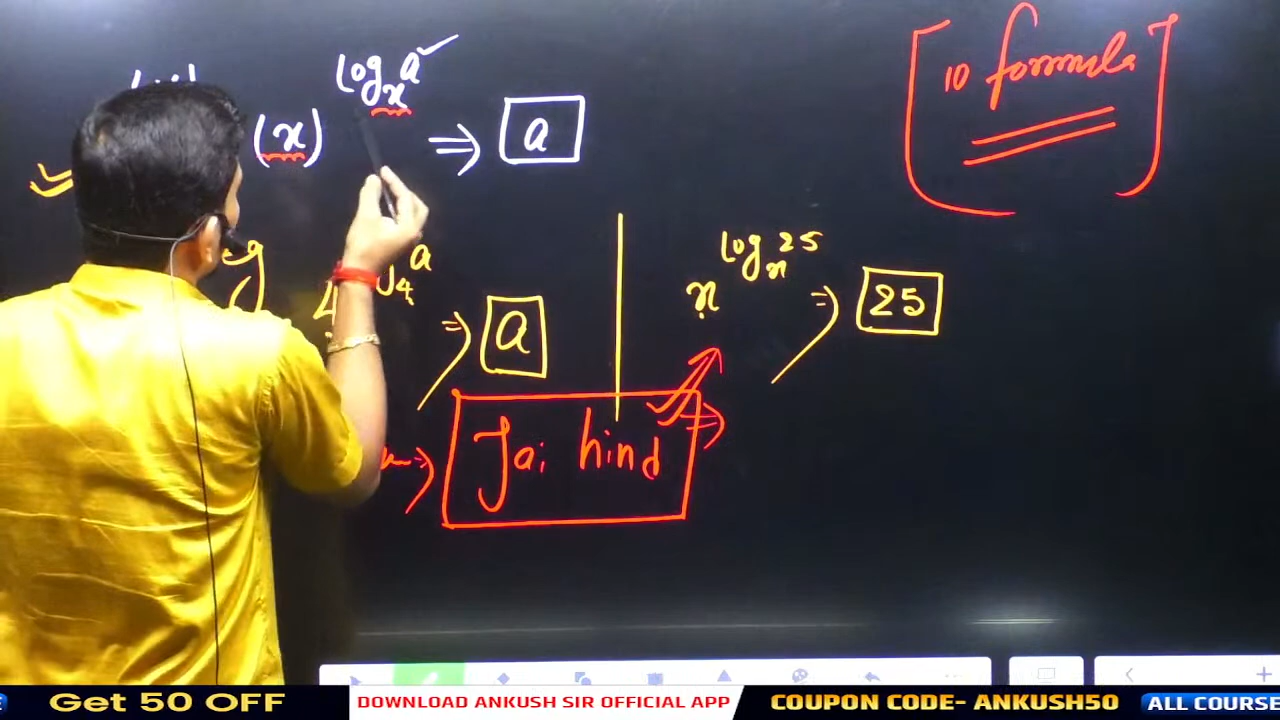 10 formula
(x)^log_x a ⇒ a
4 a ⇒ a
x^log_x 25 ⇒ 25
Jai hind
Get 50 OFF DOWNLOAD ANKUSH SIR OFFICIAL APP COUPON CODE- ANKUSH50 ALL COURSE